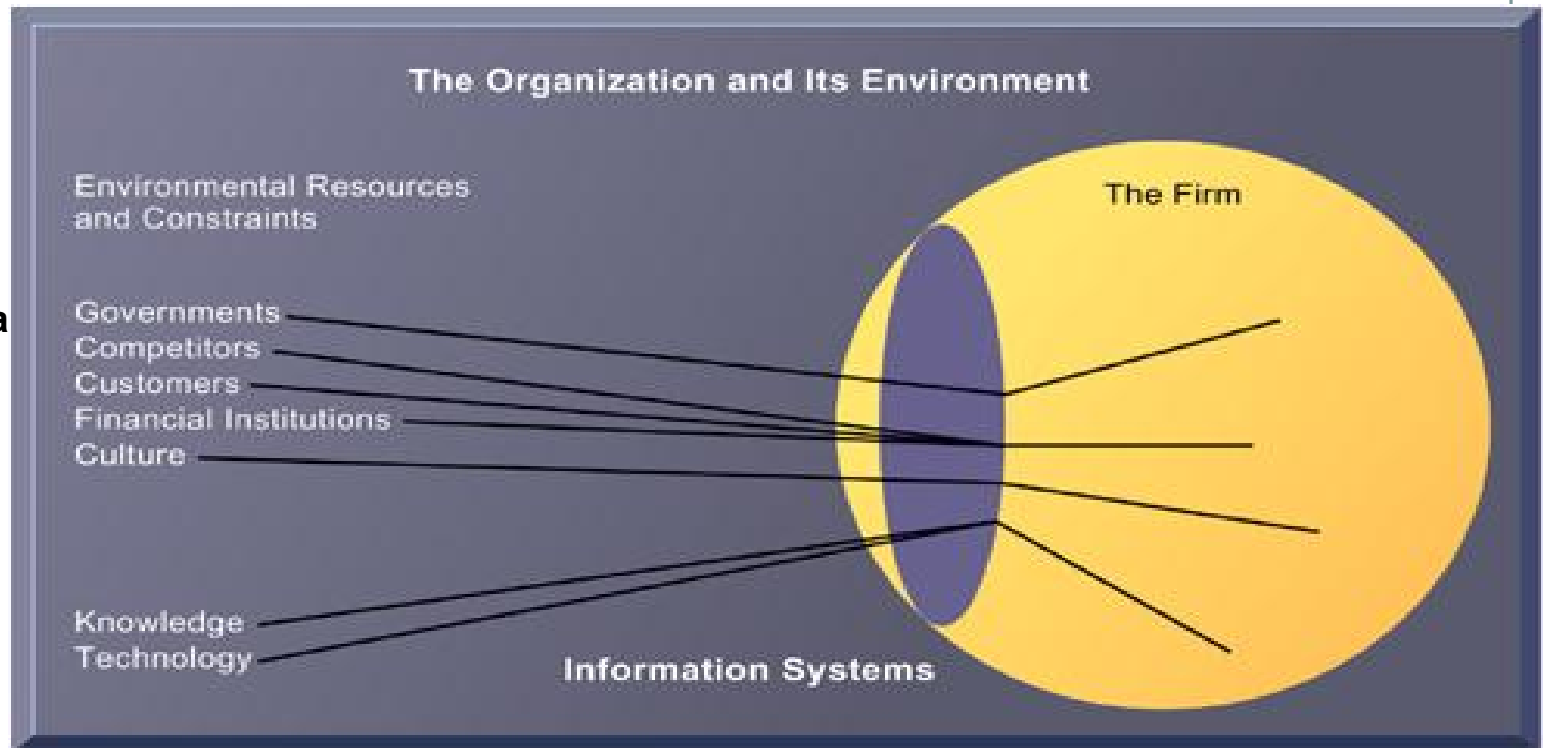 The Organization and Its Environment
Environmental Resources
and Constraints
The Firm
Governments
a
Competitors
Customers
Financial Institutions
Culture
Knowledge
Technology
Information Systems